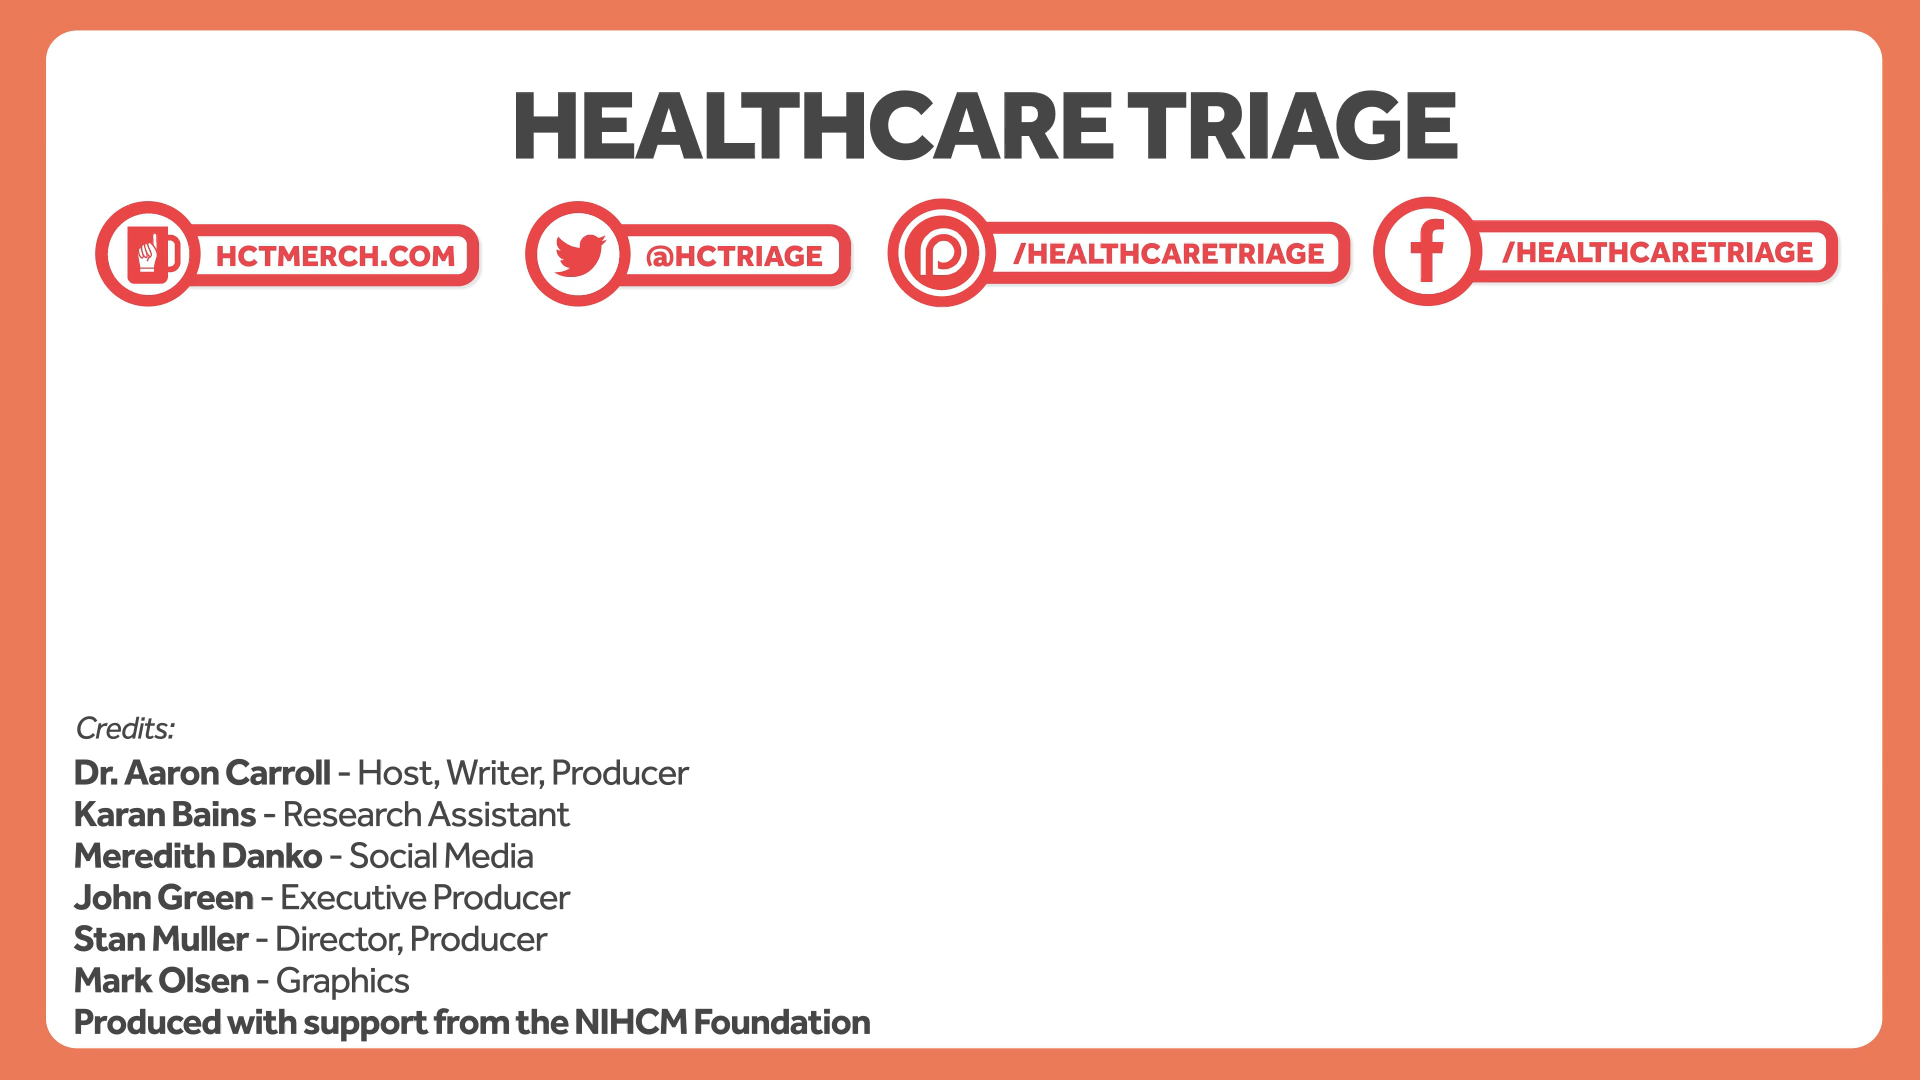 HEALTHCARE TRIAGE
HCTMERCH.COM
@HCTRIAGE
/HEALTHCARETRIAGE
/HEALTHCARETRIAGE
Credits:
Dr. Aaron Carroll - Host, Writer, Producer
Karan Bains - Research Assistant
Meredith Danko - Social Media
John Green - Executive Producer
Stan Muller - Director, Producer
Mark Olsen - Graphics
Produced with support from the NIHCM Foundation